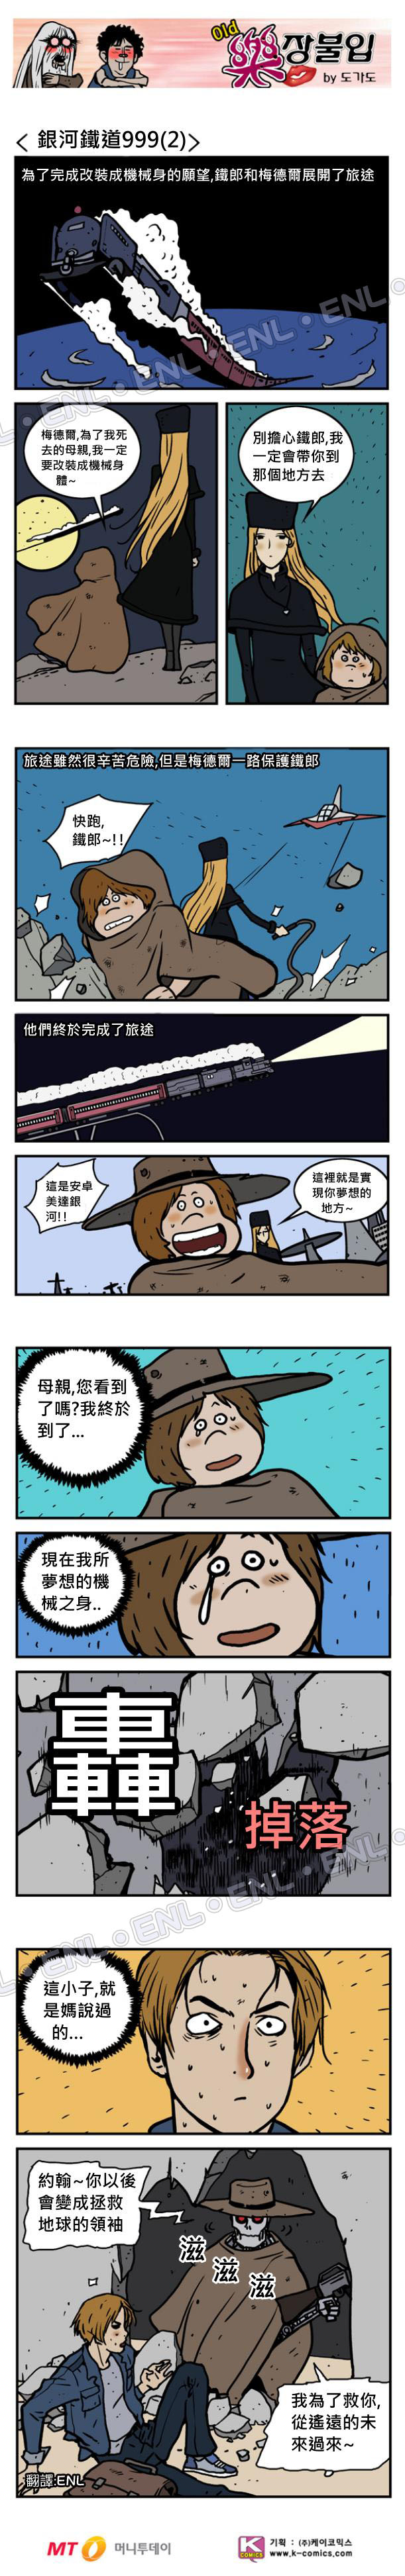 Old
樂장불입
by 도가도
< 銀河鐵道999(2)>
為了完成改裝成機械身的願望,鐵郎和梅德爾展開了旅途
梅德爾,為了我死
去的母親,我一定
要改裝成機械身
體~
別擔心鐵郎,我
一定會帶你到
那個地方去
旅途雖然很辛苦危險,但是梅德爾一路保護鐵郎
快跑,
鐵郎~!!
他們終於完成了旅途
這是安卓
美達銀
河!!
這裡就是實
現你夢想的
地方~
母親,您看到
了嗎?我終於
到了...
現在我所
夢想的機
械之身..
轟
掉落
這小子,就
是媽說過
的...
約翰~你以後
會變成拯救
地球的領袖
滋
滋
滋
我為了救你,
從遙遠的未
來過來~
翻譯:ENL
MT 머니투데이
K COMICS
기획 : (주)케이코믹스
www.k-comics.com
ENL · ENL · ENL · ENL · ENL
ENL · ENL · ENL · ENL · ENL